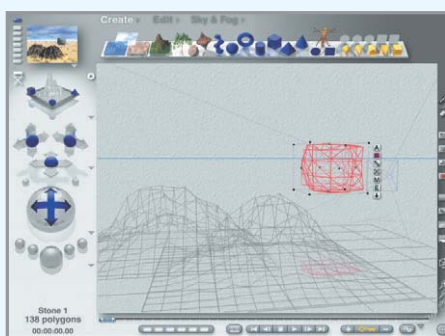 Create Edit Sky & Fog
A
M
E
Stone 1
138 polygons
00:00:00.00